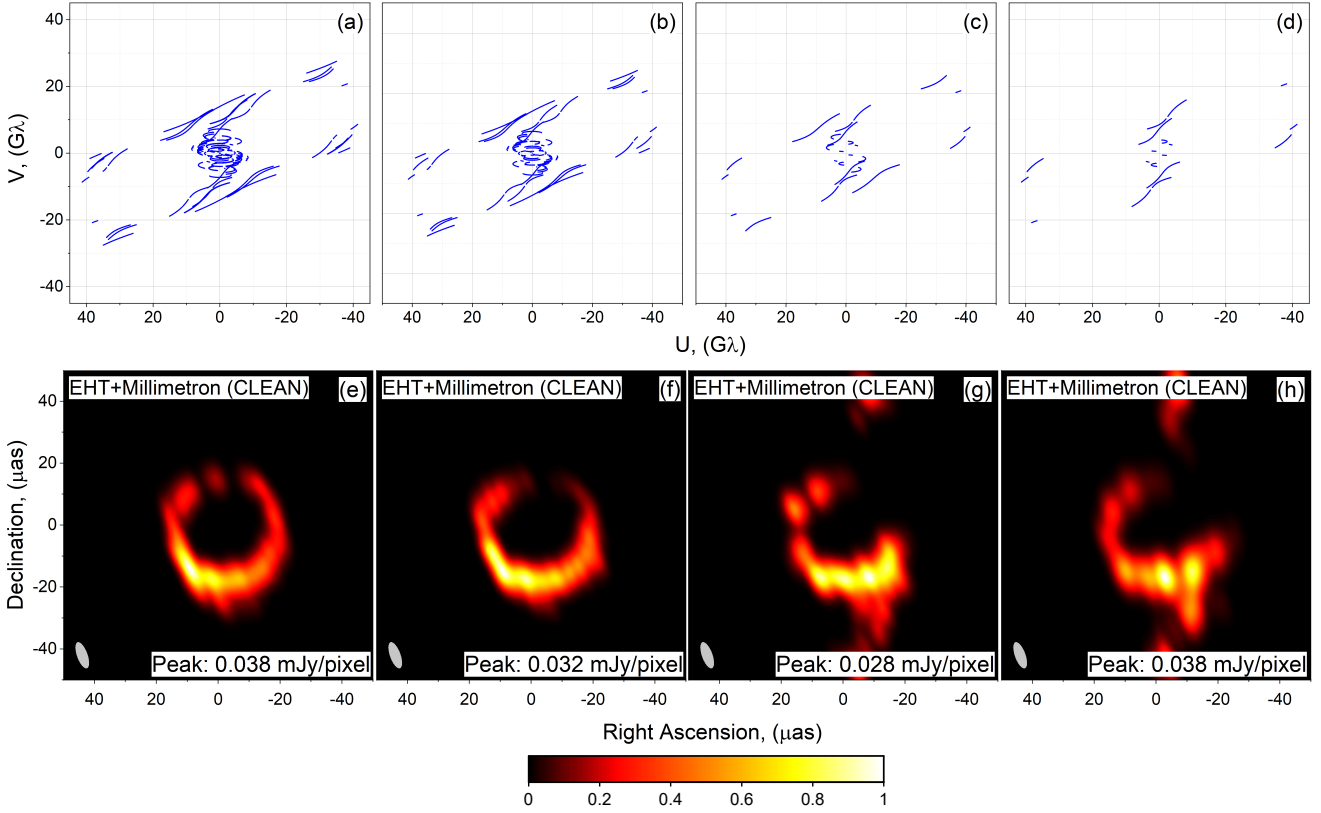 (a) (b) (c) (d)
40
20
0
-20
-40
V, (Gλ)
40 20 0 -20 -40 40 20 0 -20 -40 40 20 0 -20 -40 40 20 0 -20 -40
U, (Gλ)
EHT+Millimetron (CLEAN) (e) EHT+Millimetron (CLEAN) (f) EHT+Millimetron (CLEAN) (g) EHT+Millimetron (CLEAN) (h)
40
20
0
-20
-40
Declination, (μas)
Peak: 0.038 mJy/pixel Peak: 0.032 mJy/pixel Peak: 0.028 mJy/pixel Peak: 0.038 mJy/pixel
40 20 0 -20 -40 40 20 0 -20 -40 40 20 0 -20 -40 40 20 0 -20 -40
Right Ascension, (μas)
0 0.2 0.4 0.6 0.8 1